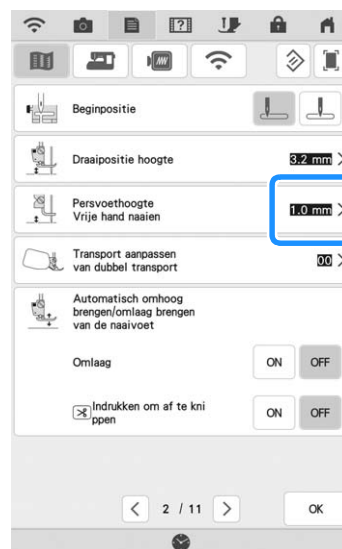 Beginpositie
Draaipositie hoogte
3.2 mm
Persvoethoogte
Vrije hand naaien
1.0 mm
Transport aanpassen
van dubbel transport
00
Automatisch omhoog
brengen/omlaag brengen
van de naaivoet
Omlaag
ON OFF
Indrukken om af te kni
ppen
ON OFF
2 / 11
OK